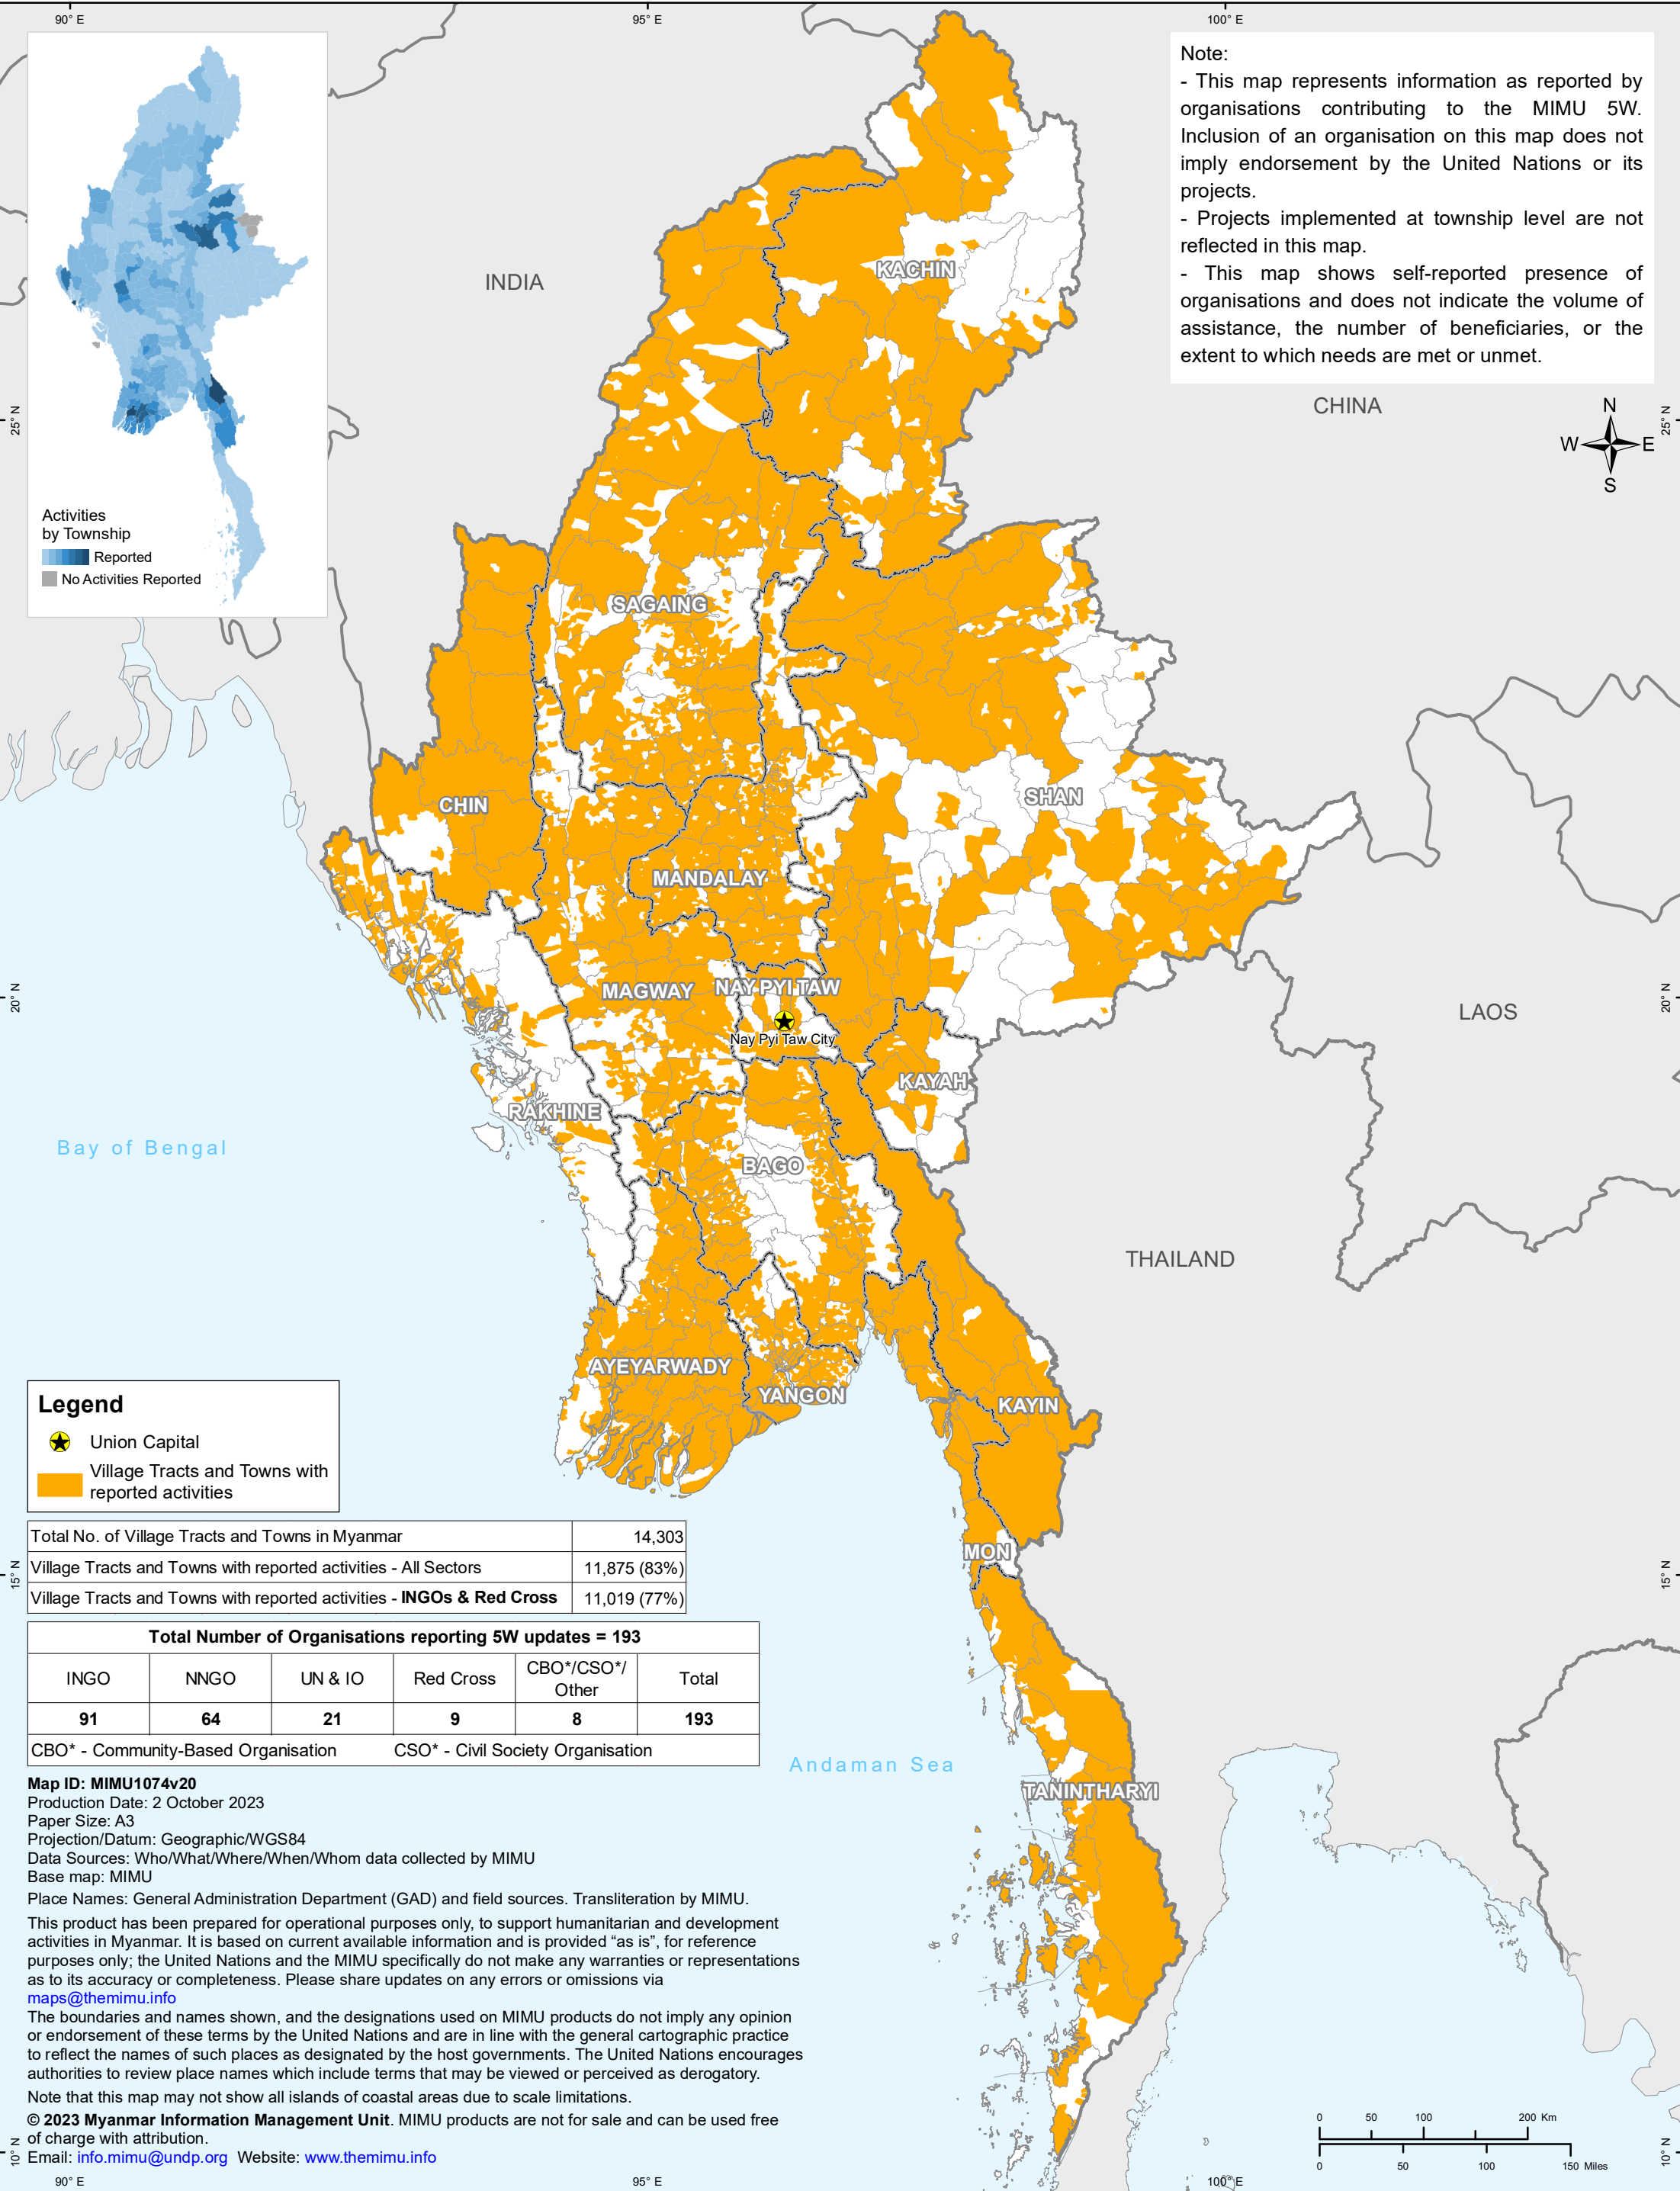 90° E
95° E
100° E
Note:
- This map represents information as reported by
organisations contributing to the MIMU 5W.
Inclusion of an organisation on this map does not
imply endorsement by the United Nations or its
projects.
- Projects implemented at township level are not
reflected in this map.
- This map shows self-reported presence of
organisations and does not indicate the volume of
assistance, the number of beneficiaries, or the
extent to which needs are met or unmet.
Activities
by Township
Reported
No Activities Reported
INDIA
KACHIN
CHINA
N
W
E
S
25° N
25° N
SAGAING
CHIN
SHAN
MANDALAY
MAGWAY
NAY PYI TAW
Nay Pyi Taw City
20° N
20° N
LAOS
KAYAH
RAKHINE
Bay of Bengal
BAGO
THAILAND
AYEYARWADY
YANGON
KAYIN
MON
15° N
15° N
Andaman Sea
TANINTHARYI
Legend
Union Capital
Village Tracts and Towns with
reported activities
Total No. of Village Tracts and Towns in Myanmar 14,303
Village Tracts and Towns with reported activities - All Sectors 11,875 (83%)
Village Tracts and Towns with reported activities - INGOs & Red Cross 11,019 (77%)
Total Number of Organisations reporting 5W updates = 193
INGO NNGO UN & IO Red Cross CBO*/CSO*/ Total
Other
91 64 21 9 8 193
CBO* - Community-Based Organisation CSO* - Civil Society Organisation
Map ID: MIMU1074v20
Production Date: 2 October 2023
Paper Size: A3
Projection/Datum: Geographic/WGS84
Data Sources: Who/What/Where/When/Whom data collected by MIMU
Base map: MIMU
Place Names: General Administration Department (GAD) and field sources. Transliteration by MIMU.
This product has been prepared for operational purposes only, to support humanitarian and development
activities in Myanmar. It is based on current available information and is provided “as is”, for reference
purposes only; the United Nations and the MIMU specifically do not make any warranties or representations
as to its accuracy or completeness. Please share updates on any errors or omissions via
maps@themimu.info
The boundaries and names shown, and the designations used on MIMU products do not imply any opinion
or endorsement of these terms by the United Nations and are in line with the general cartographic practice
to reflect the names of such places as designated by the host governments. The United Nations encourages
authorities to review place names which include terms that may be viewed or perceived as derogatory.
Note that this map may not show all islands of coastal areas due to scale limitations.
© 2023 Myanmar Information Management Unit. MIMU products are not for sale and can be used free
of charge with attribution.
Email: info.mimu@undp.org Website: www.themimu.info
10° N
10° N
0 50 100 200 Km
0 50 100 150 Miles
90° E
95° E
100° E